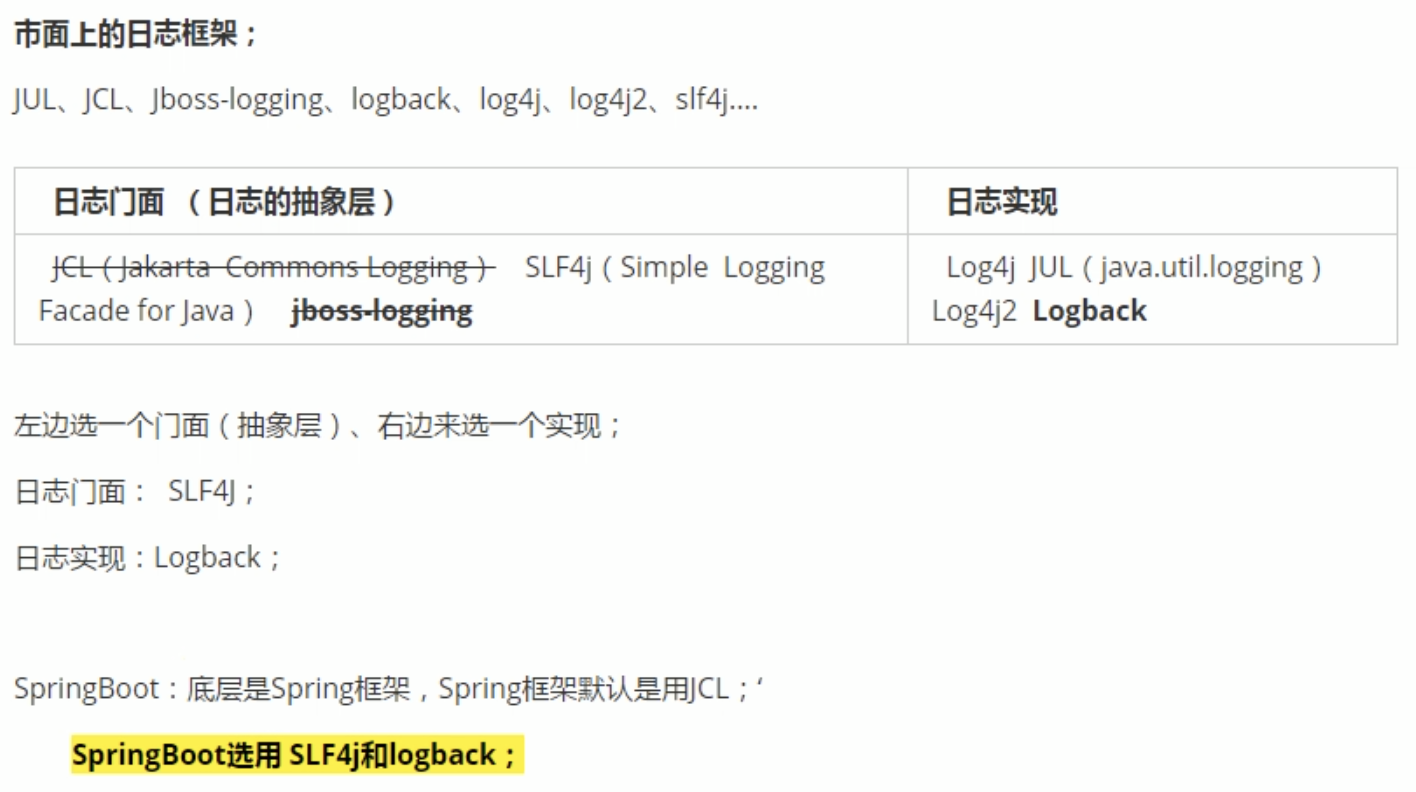 市面上的日志框架；
JUL、JCL、Jboss-logging、logback、log4j、log4j2、slf4j....
日志门面 （日志的抽象层）
日志实现
JCL（Jakarta Commons Logging） SLF4j（Simple Logging
Facade for Java） jboss-logging
Log4j JUL（java.util.logging）
Log4j2 Logback
左边选一个门面（抽象层）、右边来选一个实现；
日志门面： SLF4J；
日志实现：Logback；
SpringBoot：底层是Spring框架，Spring框架默认是用JCL；‘
SpringBoot选用 SLF4j和logback；